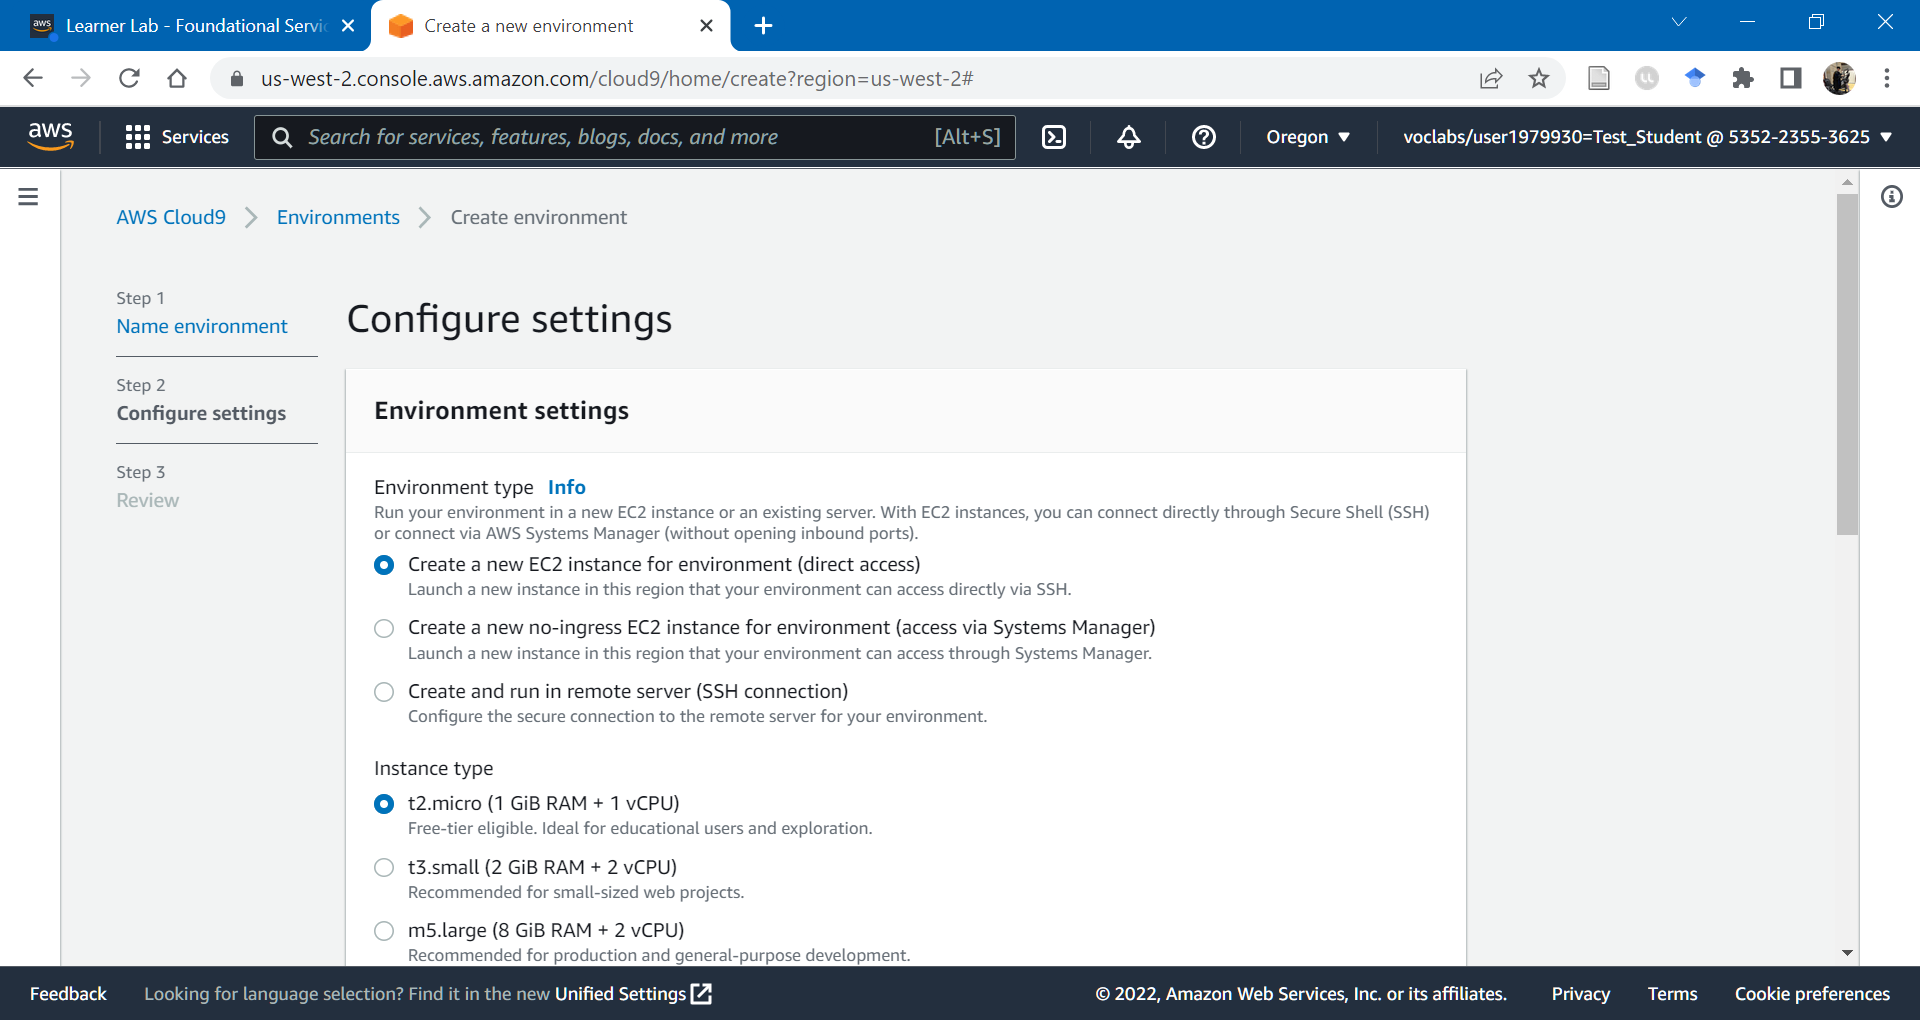 aws Learner Lab - Foundational Servi
Create a new environment
us-west-2.console.aws.amazon.com/cloud9/home/create?region=us-west-2#
aws Services Search for services, features, blogs, docs, and more [Alt+S] Oregon voclabs/user1979930=Test_Student @ 5352-2355-3625
AWS Cloud9 Environments Create environment
Step 1
Name environment
Step 2
Configure settings
Step 3
Review
Configure settings
Environment settings
Environment type Info
Run your environment in a new EC2 instance or an existing server. With EC2 instances, you can connect directly through Secure Shell (SSH)
or connect via AWS Systems Manager (without opening inbound ports).
Create a new EC2 instance for environment (direct access)
Launch a new instance in this region that your environment can access directly via SSH.
Create a new no-ingress EC2 instance for environment (access via Systems Manager)
Launch a new instance in this region that your environment can access through Systems Manager.
Create and run in remote server (SSH connection)
Configure the secure connection to the remote server for your environment.
Instance type
t2.micro (1 GiB RAM + 1 vCPU)
Free-tier eligible. Ideal for educational users and exploration.
t3.small (2 GiB RAM + 2 vCPU)
Recommended for small-sized web projects.
m5.large (8 GiB RAM + 2 vCPU)
Recommended for production and general-purpose development.
Feedback Looking for language selection? Find it in the new Unified Settings © 2022, Amazon Web Services, Inc. or its affiliates. Privacy Terms Cookie preferences